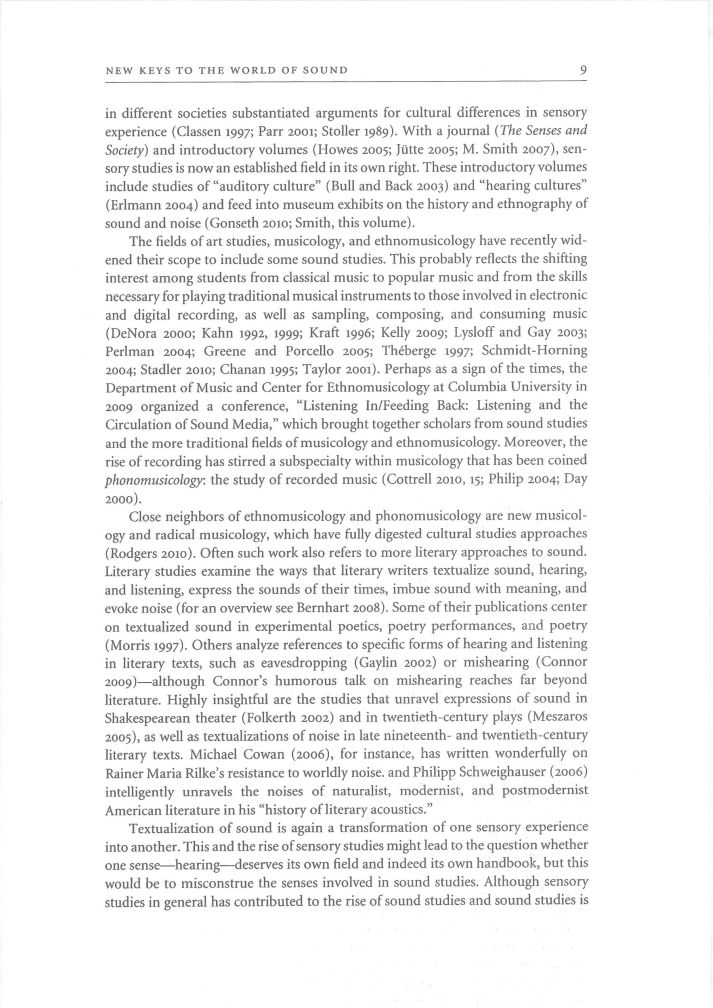 NEW KEYS TO THE WORLD OF SOUND 9
in different societies substantiated arguments for cultural differences in sensory
experience (Classen 1997; Parr 2001; Stoller 1989). With a journal (The Senses and
Society) and introductory volumes (Howes 2005; Jütte 2005; M. Smith 2007), sen-
sory studies is now an established field in its own right. These introductory volumes
include studies of “auditory culture” (Bull and Back 2003) and “hearing cultures”
(Erlmann 2004) and feed into museum exhibits on the history and ethnography of
sound and noise (Gonseth 2010; Smith, this volume).
The fields of art studies, musicology, and ethnomusicology have recently wid-
ened their scope to include some sound studies. This probably reflects the shifting
interest among students from classical music to popular music and from the skills
necessary for playing traditional musical instruments to those involved in electronic
and digital recording, as well as sampling, composing, and consuming music
(DeNora 2000; Kahn 1992, 1999; Kraft 1996; Kelly 2009; Lysloff and Gay 2003;
Perlman 2004; Greene and Porcello 2005; Théberge 1997; Schmidt-Horning
2004; Stadler 2010; Chanan 1995; Taylor 2001). Perhaps as a sign of the times, the
Department of Music and Center for Ethnomusicology at Columbia University in
2009 organized a conference, “Listening In/Feeding Back: Listening and the
Circulation of Sound Media,” which brought together scholars from sound studies
and the more traditional fields of musicology and ethnomusicology. Moreover, the
rise of recording has stirred a subspecialty within musicology that has been coined
phonomusicology: the study of recorded music (Cottrell 2010, 15; Philip 2004; Day
2000).
Close neighbors of ethnomusicology and phonomusicology are new musicol-
ogy and radical musicology, which have fully digested cultural studies approaches
(Rodgers 2010). Often such work also refers to more literary approaches to sound.
Literary studies examine the ways that literary writers textualize sound, hearing,
and listening, express the sounds of their times, imbue sound with meaning, and
evoke noise (for an overview see Bernhart 2008). Some of their publications center
on textualized sound in experimental poetics, poetry performances, and poetry
(Morris 1997). Others analyze references to specific forms of hearing and listening
in literary texts, such as eavesdropping (Gaylin 2002) or mishearing (Connor
2009)—although Connor’s humorous talk on mishearing reaches far beyond
literature. Highly insightful are the studies that unravel expressions of sound in
Shakespearean theater (Folkerth 2002) and in twentieth-century plays (Meszaros
2005), as well as textualizations of noise in late nineteenth- and twentieth-century
literary texts. Michael Cowan (2006), for instance, has written wonderfully on
Rainer Maria Rilke’s resistance to worldly noise. and Philipp Schweighauser (2006)
intelligently unravels the noises of naturalist, modernist, and postmodernist
American literature in his “history of literary acoustics.”
Textualization of sound is again a transformation of one sensory experience
into another. This and the rise of sensory studies might lead to the question whether
one sense—hearing—deserves its own field and indeed its own handbook, but this
would be to misconstrue the senses involved in sound studies. Although sensory
studies in general has contributed to the rise of sound studies and sound studies is